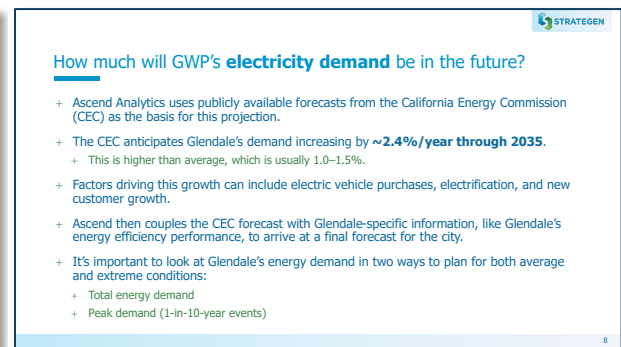 STRATEGEN
How much will GWP's electricity demand be in the future?
+ Ascend Analytics uses publicly available forecasts from the California Energy Commission
(CEC) as the basis for this projection.
+ The CEC anticipates Glendale's demand increasing by ~2.4%/year through 2035.
+ This is higher than average, which is usually 1.0–1.5%.
+ Factors driving this growth can include electric vehicle purchases, electrification, and new
customer growth.
+ Ascend then couples the CEC forecast with Glendale-specific information, like Glendale's
energy efficiency performance, to arrive at a final forecast for the city.
+ It's important to look at Glendale's energy demand in two ways to plan for both average
and extreme conditions:
+ Total energy demand
+ Peak demand (1-in-10-year events)
8